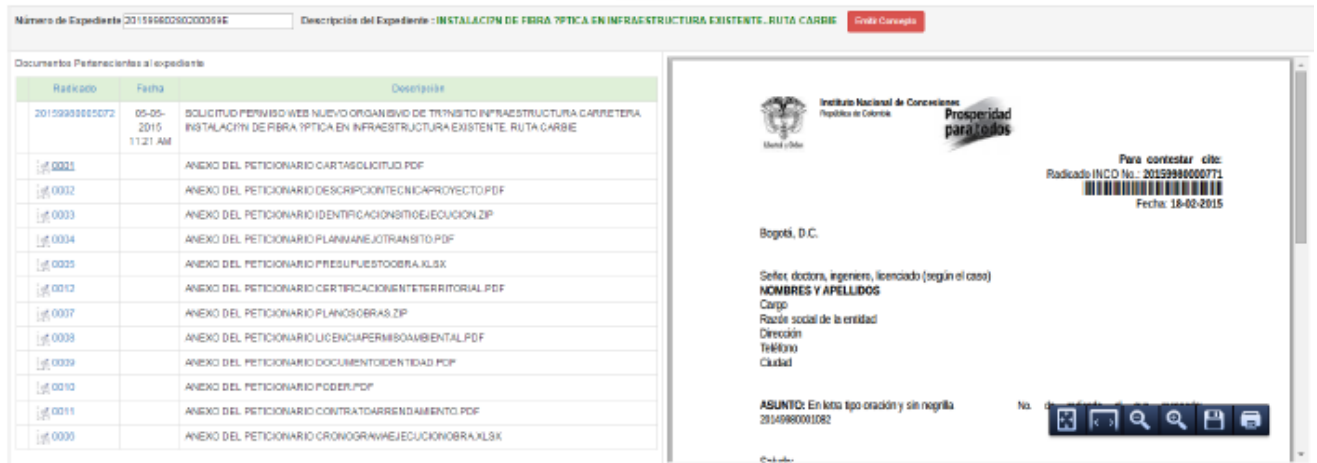 Número de Expediente 201599802902000​69E Descripción del Expediente : INSTALACI?N DE FIBRA ?PTICA EN INFRAESTRUCTURA EXISTENTE. RUTA CARBIE Emitir Concepto
Documentos Pertenecientes al expediente
Radicado Fecha Descripción
20159980005072 05-05- SOLICITUD PERMISO WEB NUEVO ORGANISMO DE TR?NSITO INFRAESTRUCTURA CARRETERA
2015 INSTALACI?N DE FIBRA ?PTICA EN INFRAESTRUCTURA EXISTENTE. RUTA CARBIE
11:21 AM
0001 ANEXO DEL PETICIONARIO CARTASOLICITUD.PDF
0002 ANEXO DEL PETICIONARIO DESCRIPCIONTECNICAPROYECTO.PDF
0003 ANEXO DEL PETICIONARIO IDENTIFICACIONSITIOEJECUCION.ZIP
0004 ANEXO DEL PETICIONARIO PLANMANEJOTRANSITO.PDF
0005 ANEXO DEL PETICIONARIO PRESUPUESTOOBRA.XLSX
0012 ANEXO DEL PETICIONARIO CERTIFICACIONENTETERRITORIAL.PDF
0007 ANEXO DEL PETICIONARIO PLANOSOBRAS.ZIP
0008 ANEXO DEL PETICIONARIO LICENCIAPERMISOAMBIENTAL.PDF
0009 ANEXO DEL PETICIONARIO DOCUMENTOIDENTIDAD.PDF
0010 ANEXO DEL PETICIONARIO PODER.PDF
0011 ANEXO DEL PETICIONARIO CONTRATOARRENDAMIENTO.PDF
0006 ANEXO DEL PETICIONARIO CRONOGRAMAEJECUCIONOBRA.XLSX
Instituto Nacional de Concesiones
República de Colombia
Prosperidad
para todos
Libertad y Orden
Para contestar cite:
Radicado INCO No.: 20159980000771
Fecha: 18-02-2015
Bogotá, D.C.
Señor, doctora, ingeniero, licenciado (según el caso)
NOMBRES Y APELLIDOS
Cargo
Razón social de la entidad
Dirección
Teléfono
Ciudad
ASUNTO: En letra tipo oración y sin negrilla No. de
20149980001082